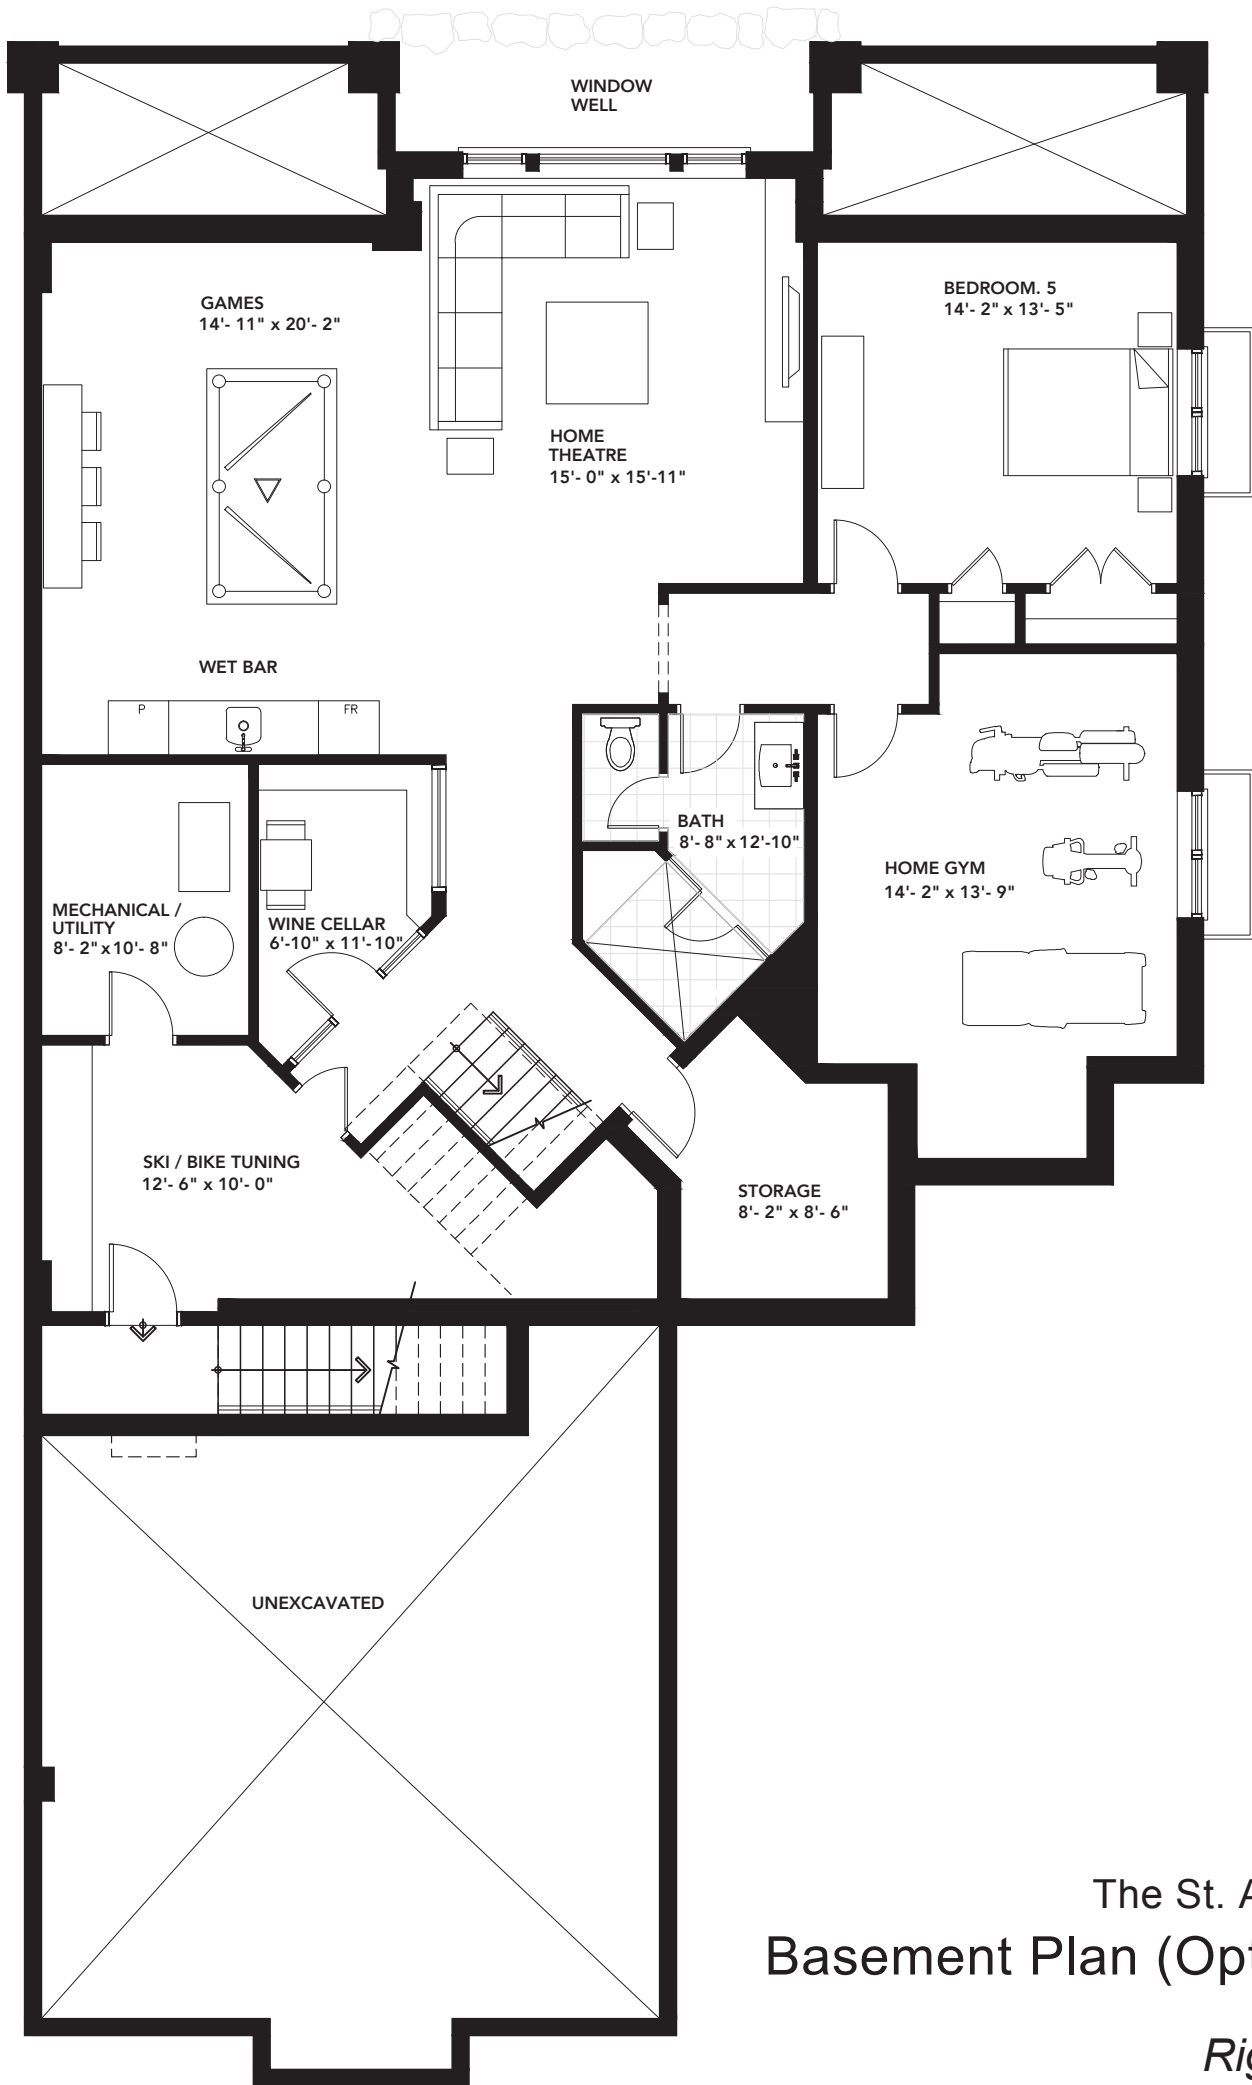 WINDOW
WELL
GAMES
14'- 11" x 20'- 2"
BEDROOM. 5
14'- 2" x 13'- 5"
HOME
THEATRE
15'- 0" x 15'-11"
WET BAR
P
FR
BATH
8'- 8" x 12'-10"
HOME GYM
14'- 2" x 13'- 9"
MECHANICAL /
UTILITY
8'- 2" x 10'- 8"
WINE CELLAR
6'-10" x 11'-10"
SKI / BIKE TUNING
12'- 6" x 10'- 0"
STORAGE
8'- 2" x 8'- 6"
UNEXCAVATED
The St. A
Basement Plan (Opt
Rig